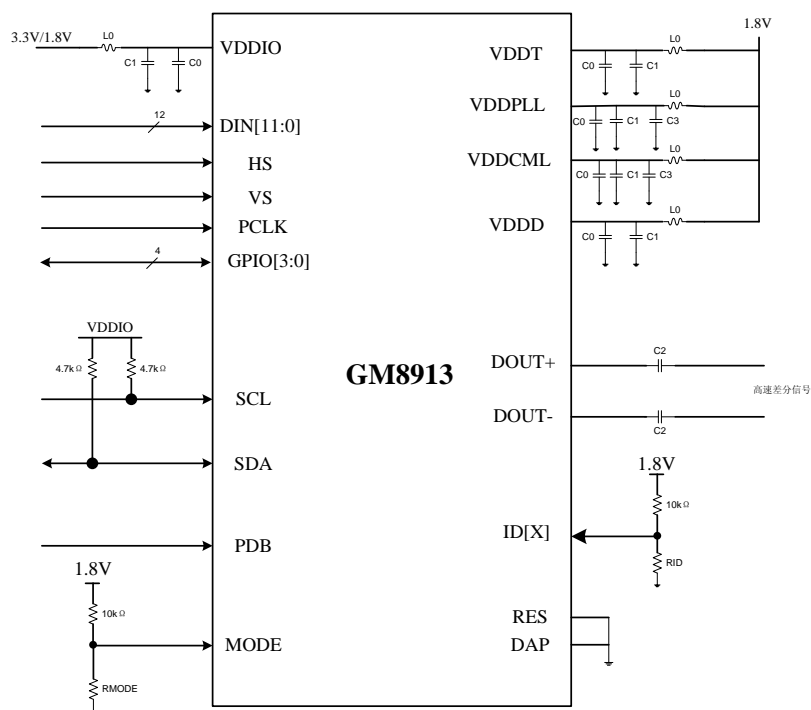 3.3V/1.8V
L0
C1
C0
VDDIO
12
DIN[11:0]
HS
VS
PCLK
4
GPIO[3:0]
VDDIO
4.7kΩ
4.7kΩ
SCL
SDA
PDB
1.8V
10kΩ
MODE
RMODE
GM8913
1.8V
VDDT
L0
C0
C1
VDDPLL
L0
C0
C1
C3
VDDCML
L0
C0
C1
C3
VDDD
L0
C0
C1
DOUT+
C2
高速差分信号
DOUT-
C2
1.8V
10kΩ
ID[X]
RID
RES
DAP